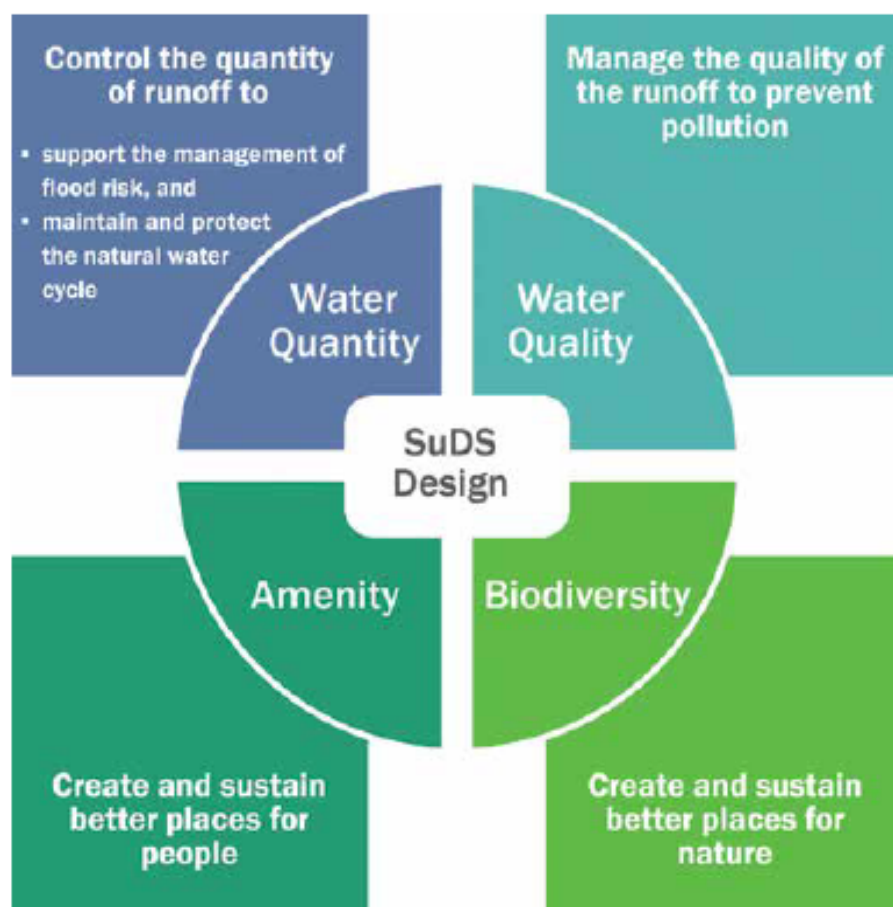 Control the quantity
of runoff to
• support the management of
flood risk, and
• maintain and protect
the natural water
cycle
Manage the quality of
the runoff to prevent
pollution
Water
Quantity
Water
Quality
SuDS
Design
Amenity
Biodiversity
Create and sustain
better places for
people
Create and sustain
better places for
nature